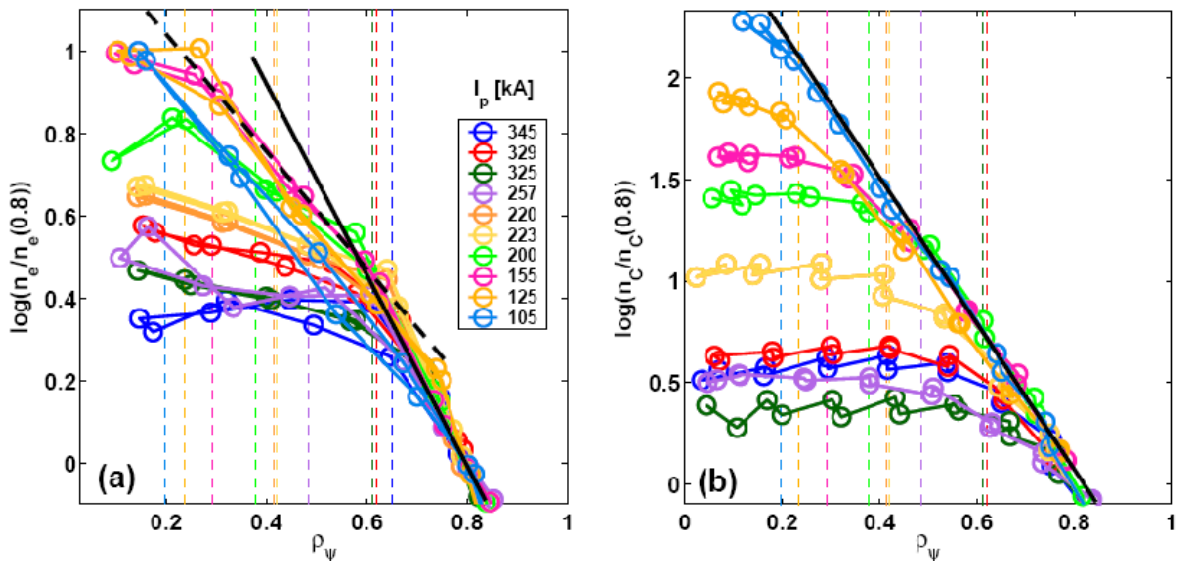 1
0.8
0.6
0.4
0.2
0
log(n_e/n_e(0.8))
(a)
0.2 0.4 0.6 0.8 1
ρ_ψ
I_p [kA]
345
329
325
257
220
223
200
155
125
105
2
1.5
1
0.5
0
log(n_C/n_C(0.8))
(b)
0 0.2 0.4 0.6 0.8 1
ρ_ψ